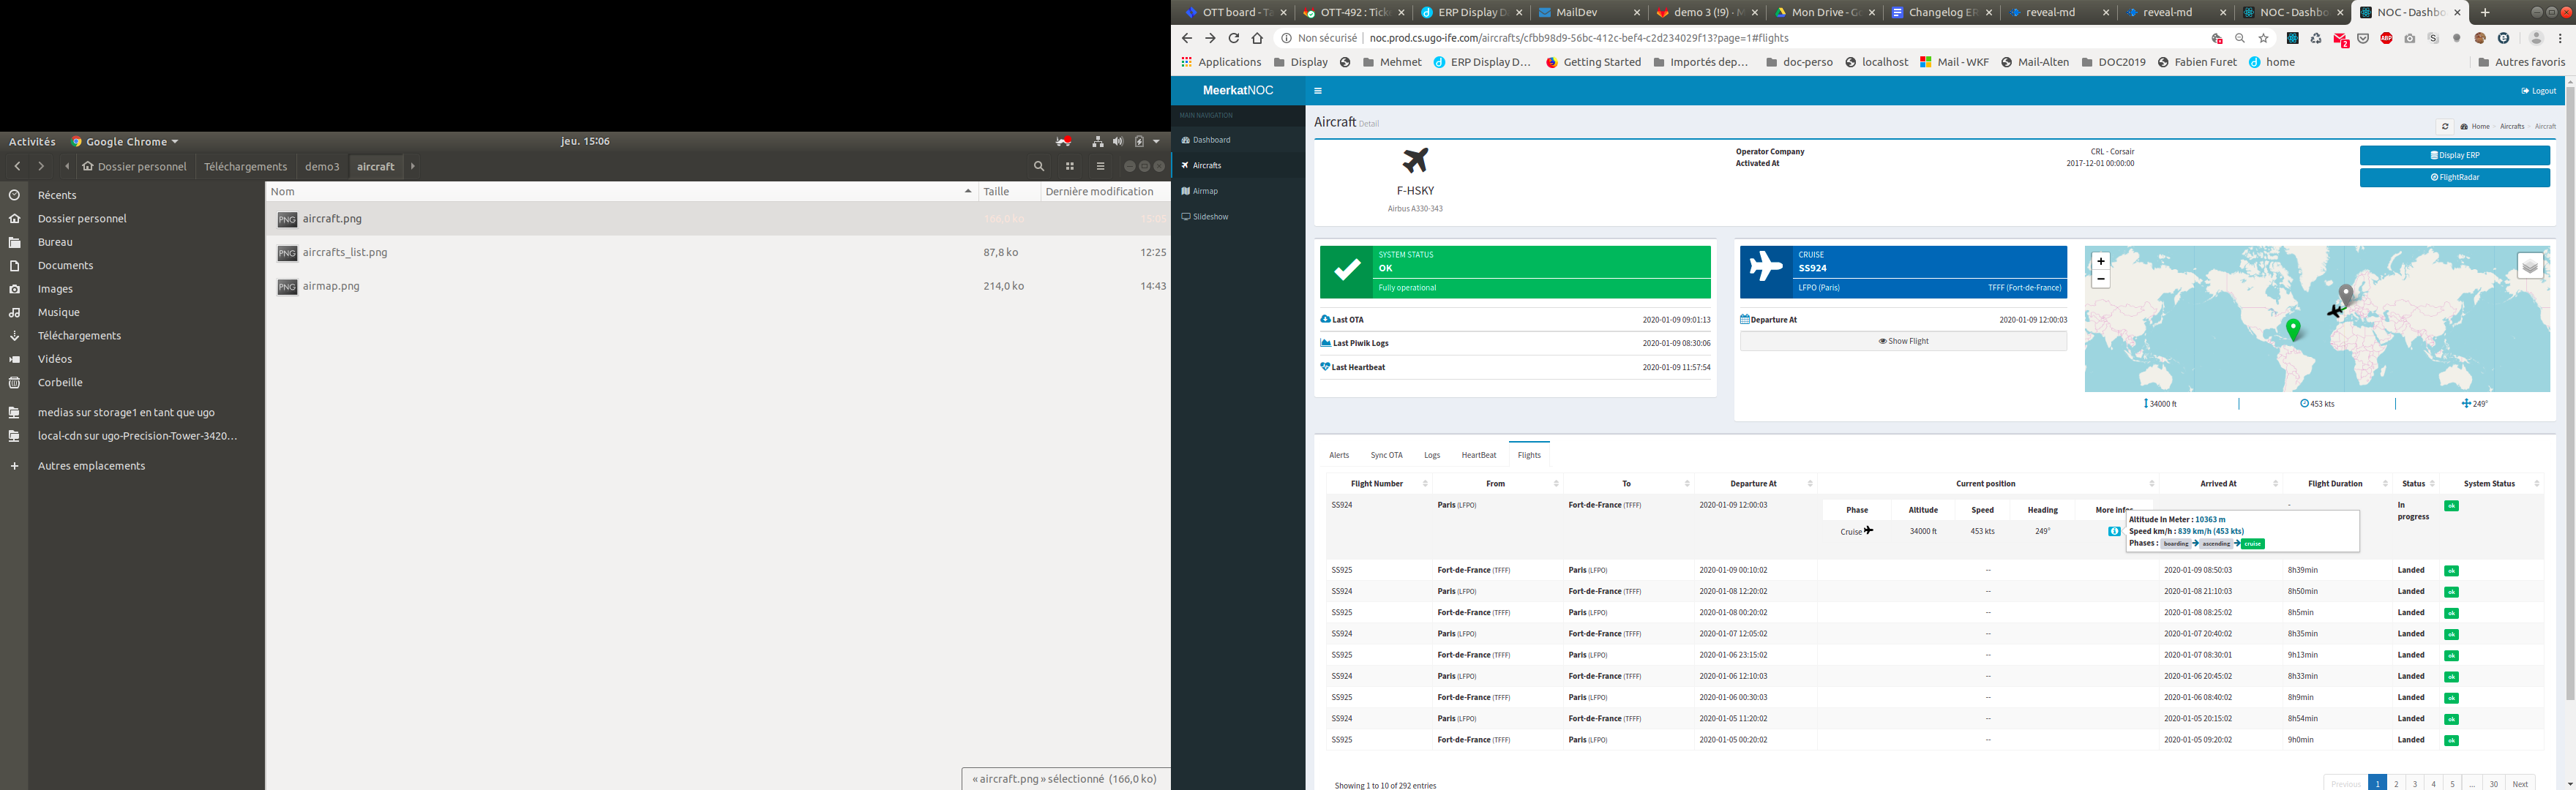 Activités Google Chrome jeu. 15:06
Dossier personnel Téléchargements demo3 aircraft
Récents
Dossier personnel
Bureau
Documents
Images
Musique
Téléchargements
Vidéos
Corbeille
medias sur storage1 en tant que ugo
local-cdn sur ugo-Precision-Tower-3420...
Autres emplacements
Nom Taille Dernière modification
PNG aircraft.png 166,0 ko 15:05
PNG aircrafts_list.png 87,8 ko 12:25
PNG airmap.png 214,0 ko 14:43
« aircraft.png » sélectionné (166,0 ko)
OTT board - Ta OTT-492 : Tick ERP Display D MailDev demo 3 (!9) · M Mon Drive - Go Changelog ER reveal-md reveal-md NOC - Dashbo NOC - Dashbo
Non sécurisé noc.prod.cs.ugo-ife.com/aircrafts/cfbb98d9-56bc-412c-bef4-c2d234029f13?page=1#flights
Applications Display Mehmet ERP Display D... Getting Started Importés dep... doc-perso localhost Mail - WKF Mail-Alten DOC2019 Fabien Furet home Autres favoris
MeerkatNOC
Logout
MAIN NAVIGATION
Dashboard
Aircrafts
Airmap
Slideshow
Aircraft Detail
Home Aircrafts Aircraft
F-HSKY
Airbus A330-343
Operator Company CRL - Corsair
Activated At 2017-12-01 00:00:00
Display ERP
FlightRadar
SYSTEM STATUS
OK
Fully operational
Last OTA 2020-01-09 09:01:13
Last Piwik Logs 2020-01-09 08:30:06
Last Heartbeat 2020-01-09 11:57:54
CRUISE
SS924
LFPO (Paris) TFFF (Fort-de-France)
Departure At 2020-01-09 12:00:03
Show Flight
+
−
34000 ft 453 kts 249°
Alerts Sync OTA Logs HeartBeat Flights
Flight Number From To Departure At Current position Arrived At Flight Duration Status System Status
SS924 Paris (LFPO) Fort-de-France (TFFF) 2020-01-09 12:00:03 - In progress ok
Phase Altitude Speed Heading More infos
Cruise 34000 ft 453 kts 249°
Altitude In Meter : 10363 m
Speed km/h : 839 km/h (453 kts)
Phases : boarding ascending cruise
SS925 Fort-de-France (TFFF) Paris (LFPO) 2020-01-09 00:10:02 -- 2020-01-09 08:50:03 8h39min Landed ok
SS924 Paris (LFPO) Fort-de-France (TFFF) 2020-01-08 12:20:02 -- 2020-01-08 21:10:03 8h50min Landed ok
SS925 Fort-de-France (TFFF) Paris (LFPO) 2020-01-08 00:20:02 -- 2020-01-08 08:25:02 8h5min Landed ok
SS924 Paris (LFPO) Fort-de-France (TFFF) 2020-01-07 12:05:02 -- 2020-01-07 20:40:02 8h35min Landed ok
SS925 Fort-de-France (TFFF) Paris (LFPO) 2020-01-06 23:15:02 -- 2020-01-07 08:30:01 9h13min Landed ok
SS924 Paris (LFPO) Fort-de-France (TFFF) 2020-01-06 12:10:03 -- 2020-01-06 20:45:02 8h33min Landed ok
SS925 Fort-de-France (TFFF) Paris (LFPO) 2020-01-06 00:30:03 -- 2020-01-06 08:40:02 8h9min Landed ok
SS924 Paris (LFPO) Fort-de-France (TFFF) 2020-01-05 11:20:02 -- 2020-01-05 20:15:02 8h54min Landed ok
SS925 Fort-de-France (TFFF) Paris (LFPO) 2020-01-05 00:20:02 -- 2020-01-05 09:20:02 9h0min Landed ok
Showing 1 to 10 of 292 entries
Previous 1 2 3 4 5 ... 30 Next